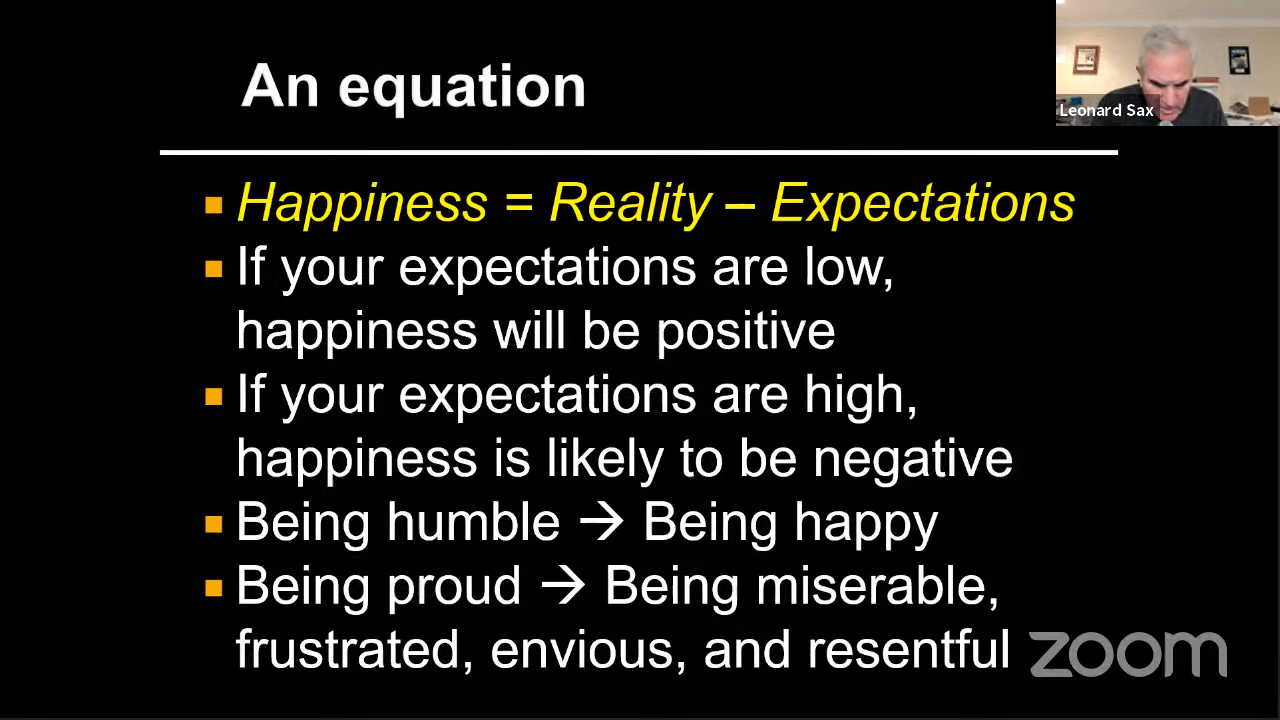 An equation
Leonard Sax
Happiness = Reality – Expectations
If your expectations are low,
happiness will be positive
If your expectations are high,
happiness is likely to be negative
Being humble → Being happy
Being proud → Being miserable,
frustrated, envious, and resentful
zoom